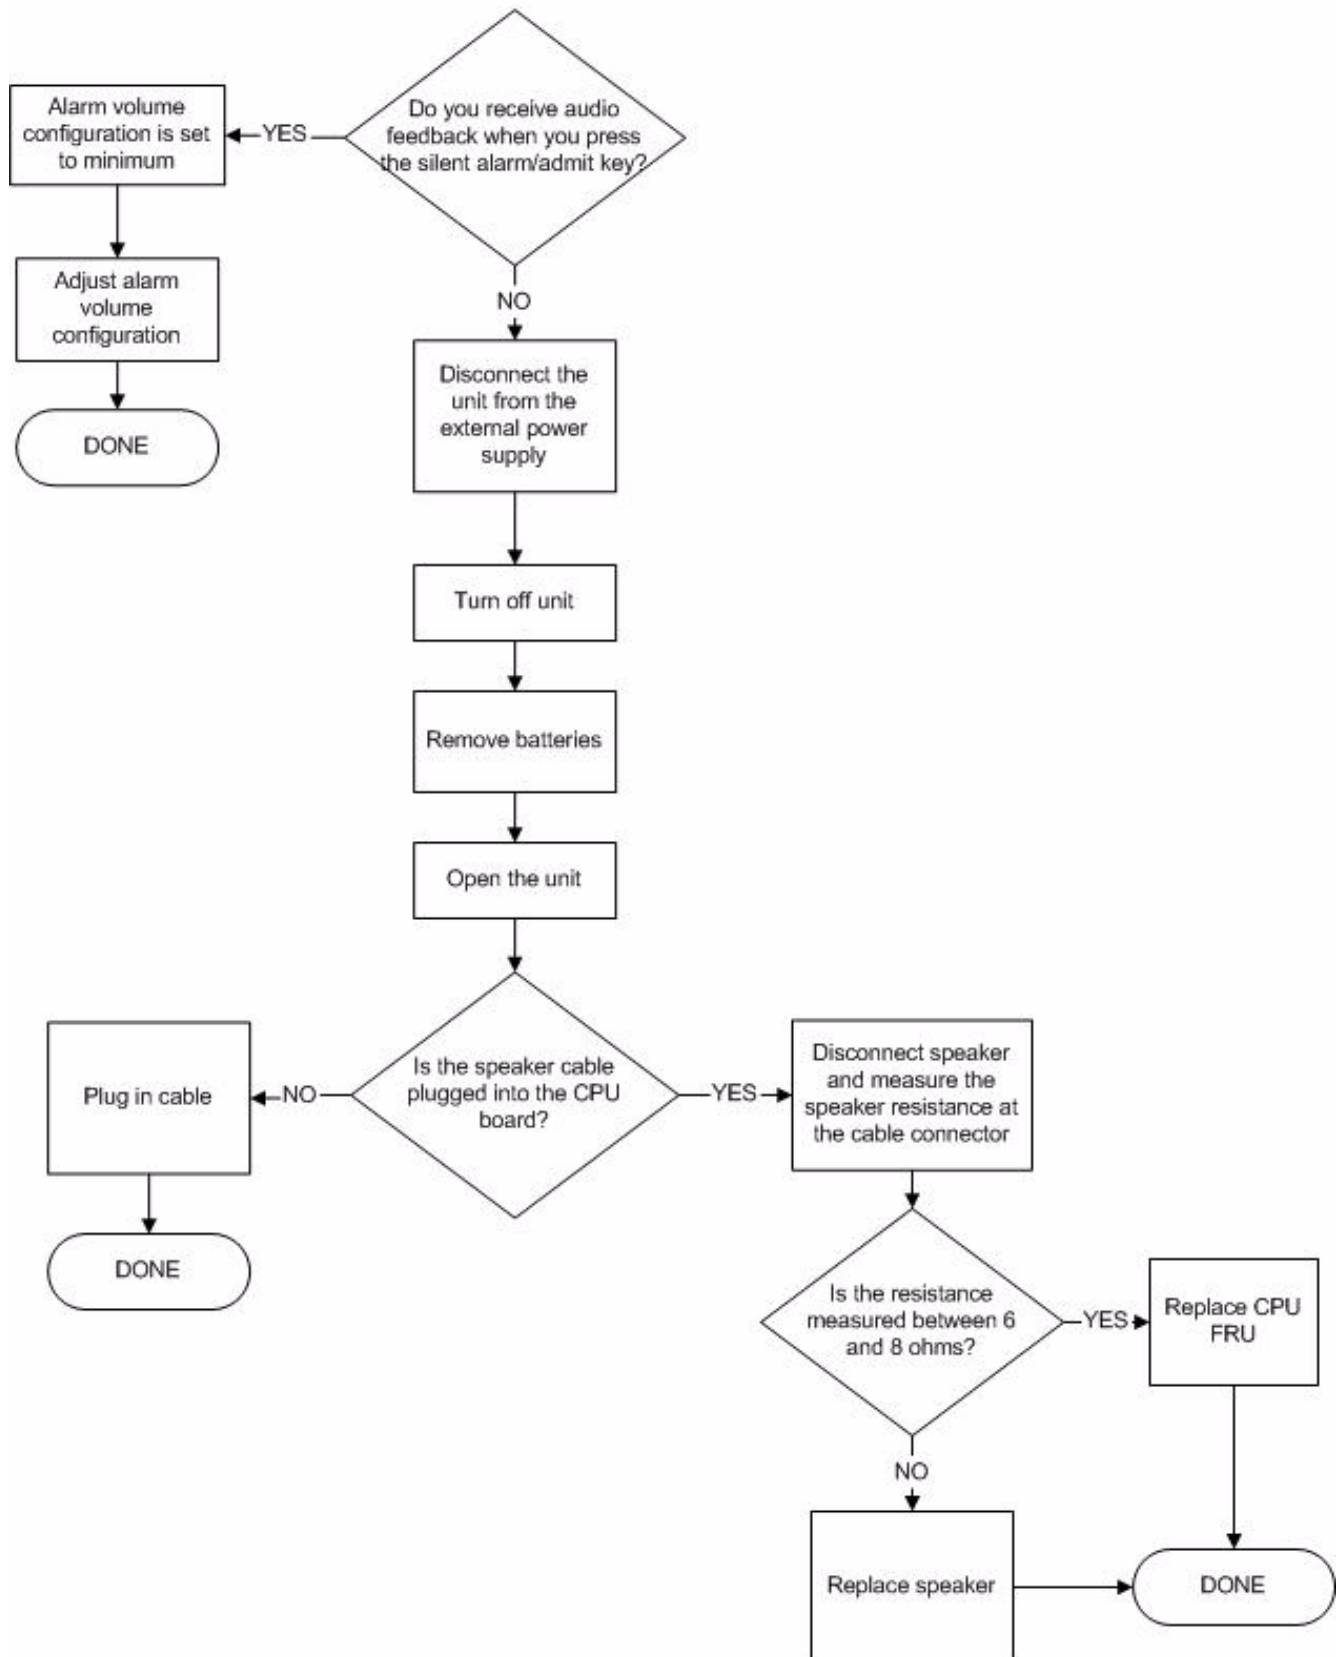 Do you receive audio
feedback when you press
the silent alarm/admit key?
YES
Alarm volume
configuration is set
to minimum
Adjust alarm
volume
configuration
DONE
NO
Disconnect the
unit from the
external power
supply
Turn off unit
Remove batteries
Open the unit
Is the speaker cable
plugged into the CPU
board?
NO
Plug in cable
DONE
YES
Disconnect speaker
and measure the
speaker resistance at
the cable connector
Is the resistance
measured between 6
and 8 ohms?
YES
Replace CPU
FRU
NO
Replace speaker
DONE